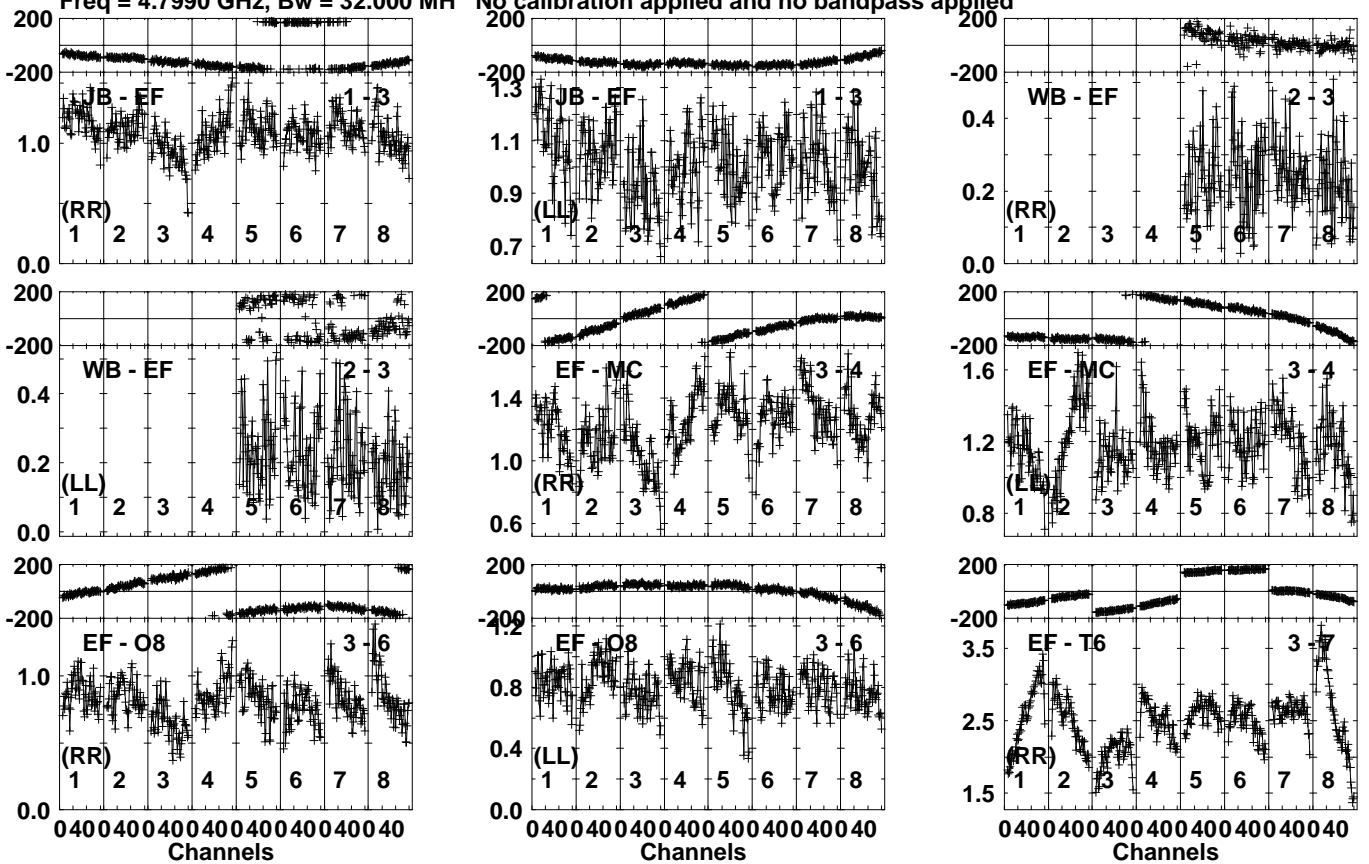 Freq = 4.7990 GHz, Bw = 32.000 MH No calibration applied and no bandpass applied
200
-200
JB - EF 1 - 3
1.0
(RR)
1 2 3 4 5 6 7 8
0.0
200
-200
1.3
JB - EF 1 - 3
1.1
0.9
(LL)
1 2 3 4 5 6 7 8
0.7
200
-200
WB - EF 2 - 3
0.4
0.2
(RR)
1 2 3 4 5 6 7 8
0.0
200
-200
WB - EF 2 - 3
0.4
0.2
(LL)
1 2 3 4 5 6 7 8
0.0
200
-200
EF - MC 3 - 4
1.4
1.0
(RR)
1 2 3 4 5 6 7 8
0.6
200
-200
EF - MC 3 - 4
1.6
1.2
(LL)
1 2 3 4 5 6 7 8
0.8
200
-200
EF - O8 3 - 6
1.0
(RR)
1 2 3 4 5 6 7 8
0.0
0 40 0 40 0 40 0 40 0 40 0 40 0 40 0 40
Channels
200
-200
1.2
EF - O8 3 - 6
0.8
0.4
(LL)
1 2 3 4 5 6 7 8
0.0
0 40 0 40 0 40 0 40 0 40 0 40 0 40 0 40
Channels
200
-200
EF - T6 3 - 7
3.5
2.5
(RR)
1 2 3 4 5 6 7 8
1.5
0 40 0 40 0 40 0 40 0 40 0 40 0 40 0 40
Channels